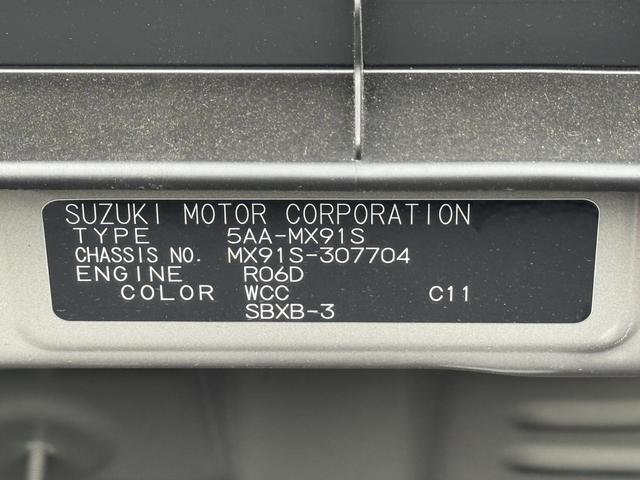 SUZUKI MOTOR CORPORATION
TYPE 5AA-MX91S
CHASSIS NO. MX91S-307704
ENGINE R06D
COLOR WCC C11
SBXB-3